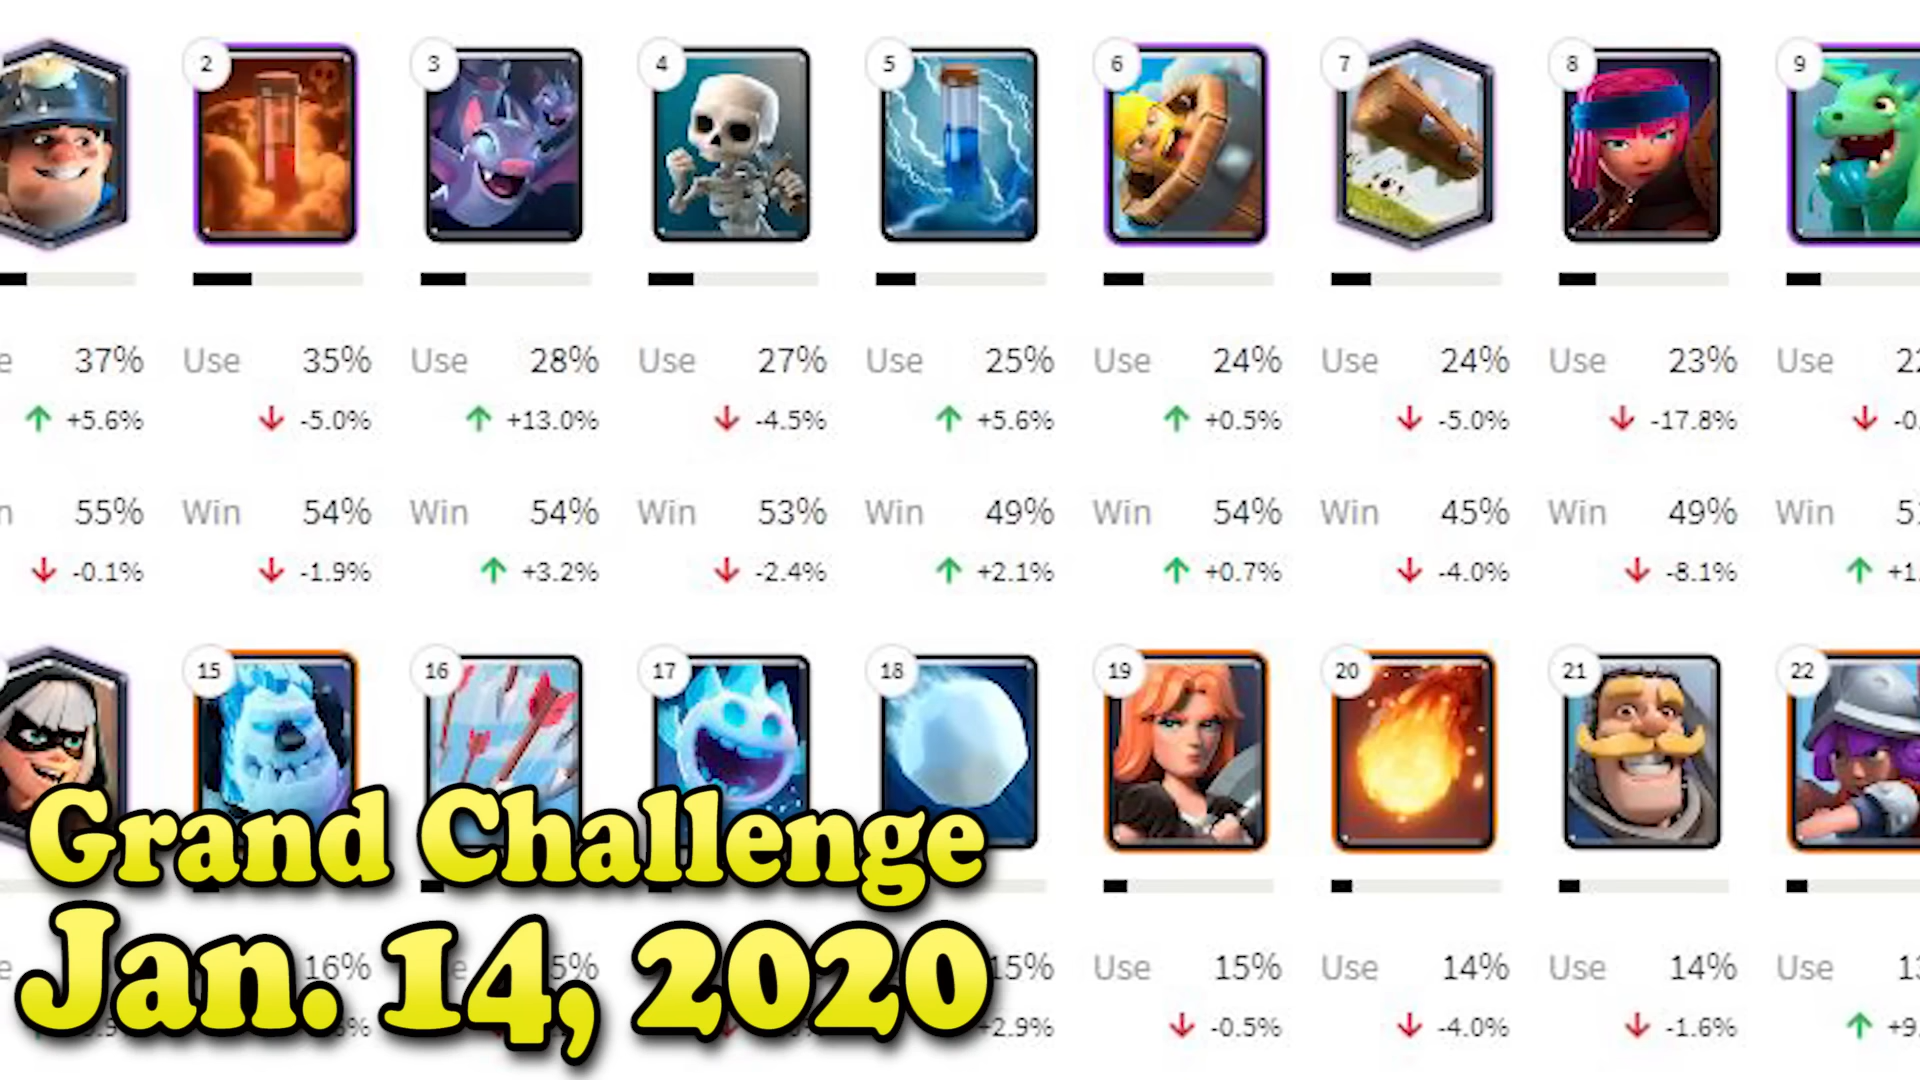 2 3 4 5 6 7 8 9
37% Use 35% Use 28% Use 27% Use 25% Use 24% Use 24% Use 23% Use
+5.6% -5.0% +13.0% -4.5% +5.6% +0.5% -5.0% -17.8%
55% Win 54% Win 54% Win 53% Win 49% Win 54% Win 45% Win 49% Win
-0.1% -1.9% +3.2% -2.4% +2.1% +0.7% -4.0% -8.1%
15 16 17 18 19 20 21 22
Grand Challenge
Jan. 14, 2020
16% 15% Use 15% Use 14% Use 14% Use
+2.9% -0.5% -4.0% -1.6%